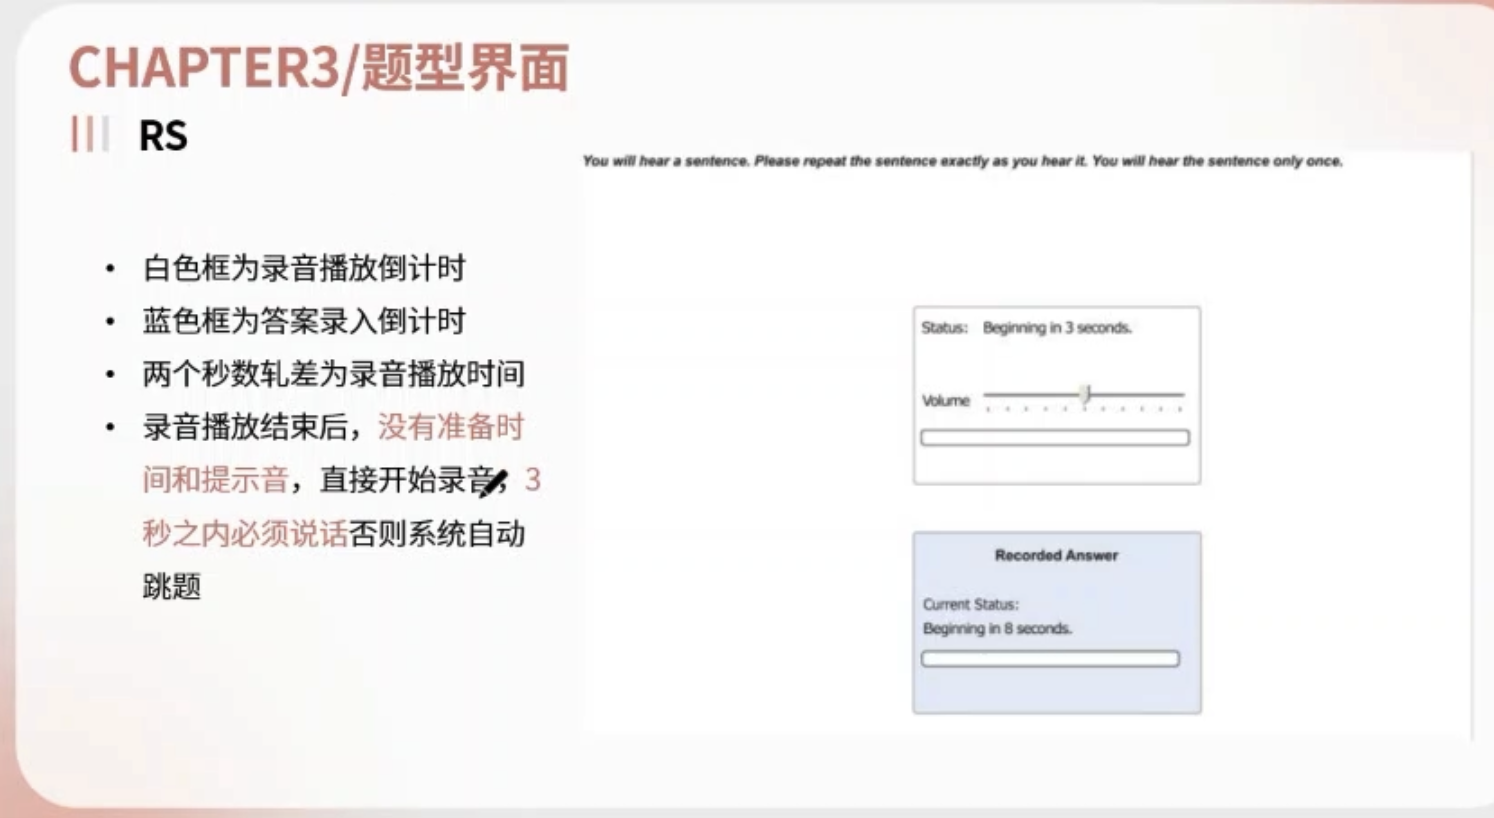 CHAPTER3/题型界面
RS
• 白色框为录音播放倒计时
• 蓝色框为答案录入倒计时
• 两个秒数轧差为录音播放时间
• 录音播放结束后，没有准备时
间和提示音，直接开始录音，3
秒之内必须说话否则系统自动
跳题
You will hear a sentence. Please repeat the sentence exactly as you hear it. You will hear the sentence only once.
Status: Beginning in 3 seconds.
Volume
Recorded Answer
Current Status:
Beginning in 8 seconds.